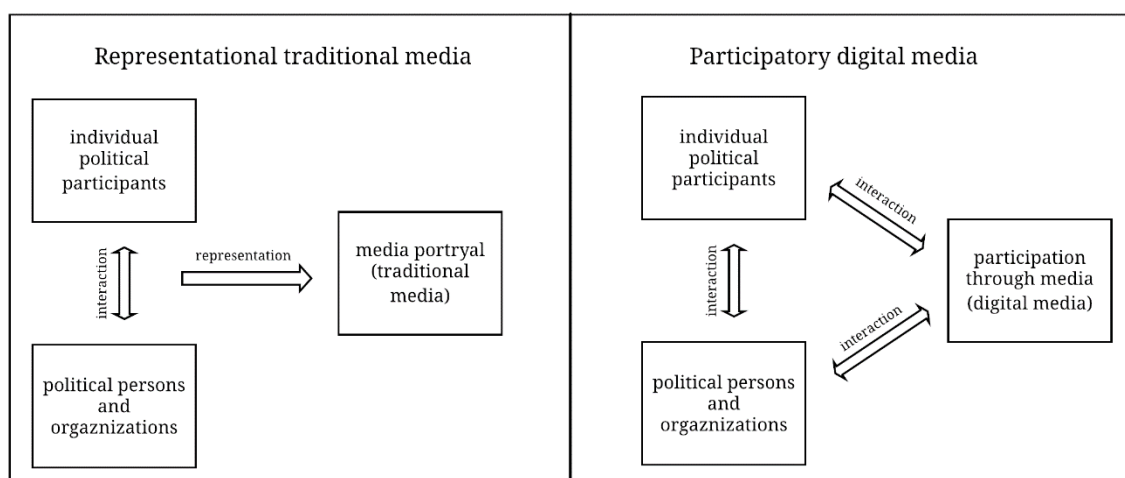 Representational traditional media
individual
political
participants
interaction
representation
media portryal
(traditional
media)
political persons
and
orgaznizations
Participatory digital media
individual
political
participants
interaction
interaction
interaction
participation
through media
(digital media)
political persons
and
orgaznizations